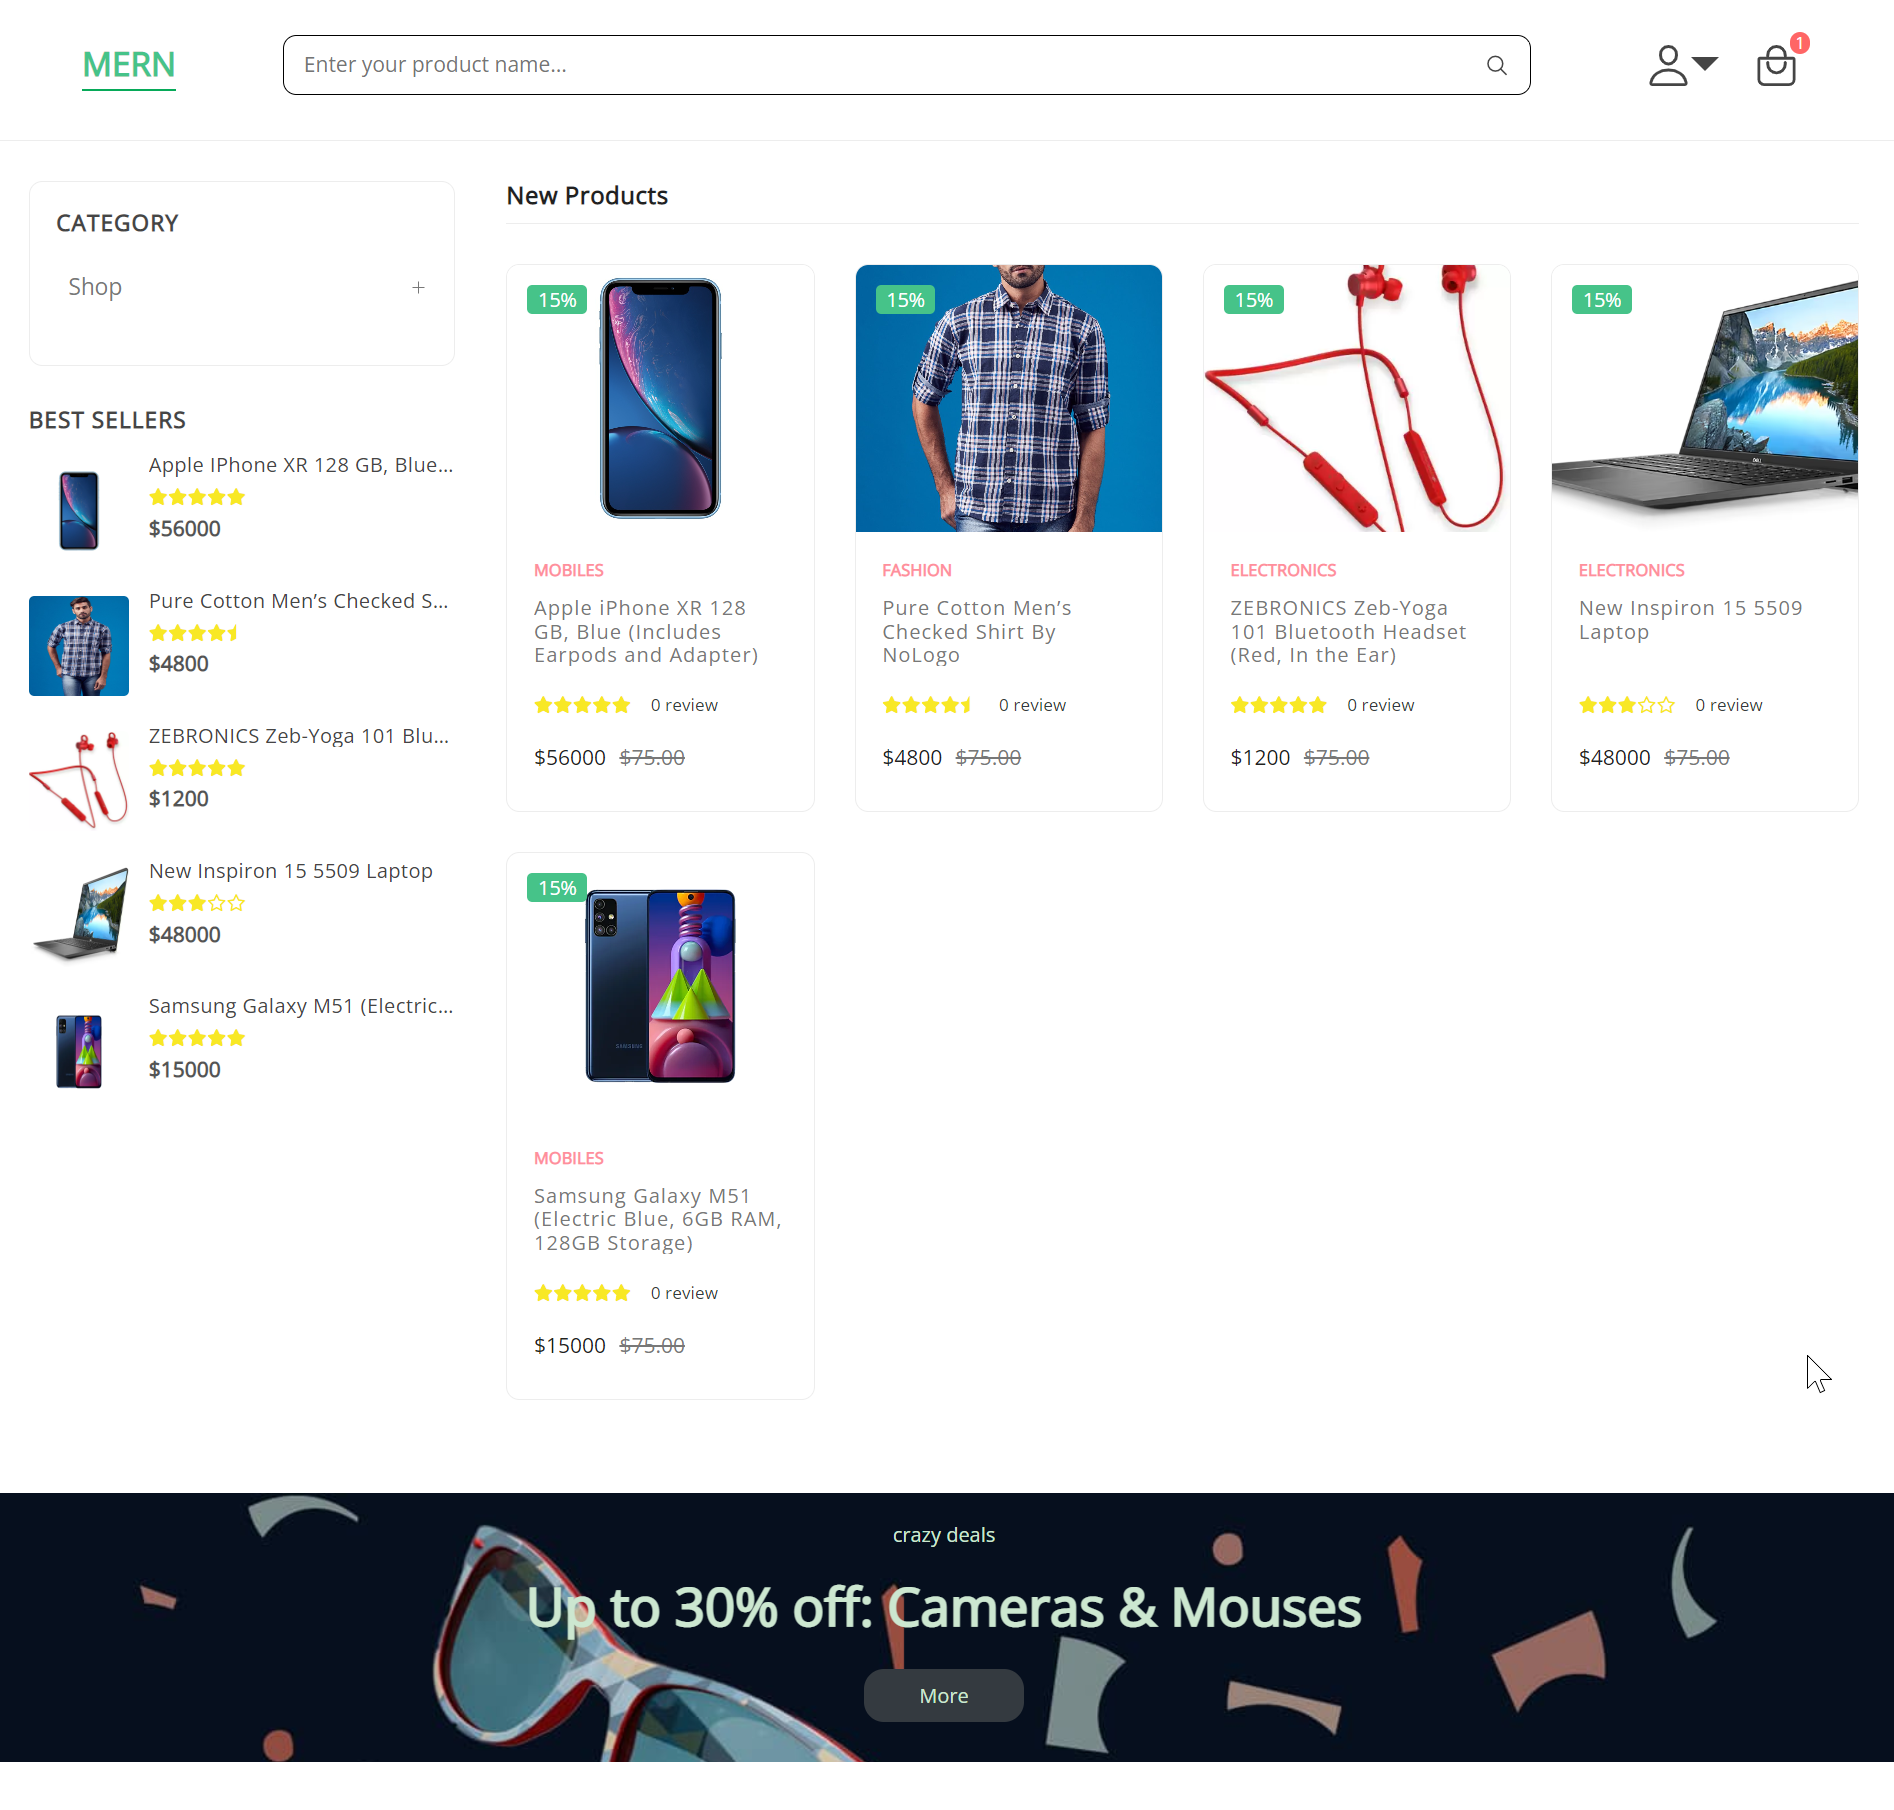 MERN
Enter your product name...
1
CATEGORY
Shop
BEST SELLERS
Apple IPhone XR 128 GB, Blue...
$56000
Pure Cotton Men’s Checked S...
$4800
ZEBRONICS Zeb-Yoga 101 Blu...
$1200
New Inspiron 15 5509 Laptop
$48000
Samsung Galaxy M51 (Electric...
$15000
New Products
15%
MOBILES
Apple iPhone XR 128
GB, Blue (Includes
Earpods and Adapter)
0 review
$56000 $75.00
15%
FASHION
Pure Cotton Men’s
Checked Shirt By
NoLogo
0 review
$4800 $75.00
15%
ELECTRONICS
ZEBRONICS Zeb-Yoga
101 Bluetooth Headset
(Red, In the Ear)
0 review
$1200 $75.00
15%
DELL
ELECTRONICS
New Inspiron 15 5509
Laptop
0 review
$48000 $75.00
15%
SAMSUNG
MOBILES
Samsung Galaxy M51
(Electric Blue, 6GB RAM,
128GB Storage)
0 review
$15000 $75.00
crazy deals
Up to 30% off: Cameras & Mouses
More